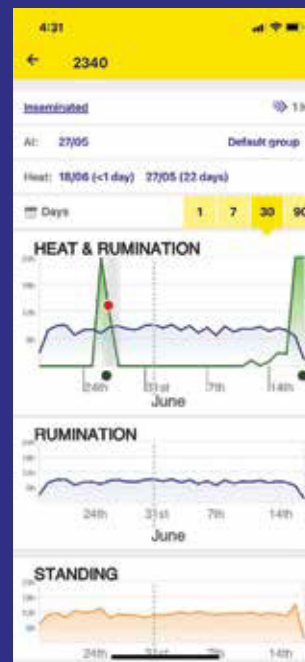 4:31
2340
Inseminated
AI: 27/05 Default group
Heat: 18/06 (<1 day) 27/05 (22 days)
Days 1 7 30 90
HEAT & RUMINATION
24th 31st 7th 14th
June
RUMINATION
24th 31st 7th 14th
June
STANDING
24th 14th